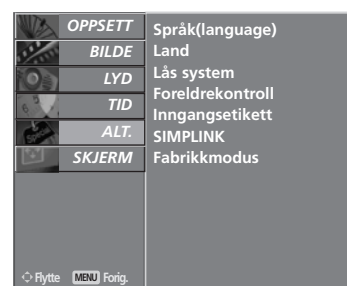 OPPSETT
BILDE
LYD
TID
ALT.
SKJERM
Språk(language)
Land
Lås system
Foreldrekontroll
Inngangsetikett
SIMPLINK
Fabrikkmodus
Flytte MENU Forig.